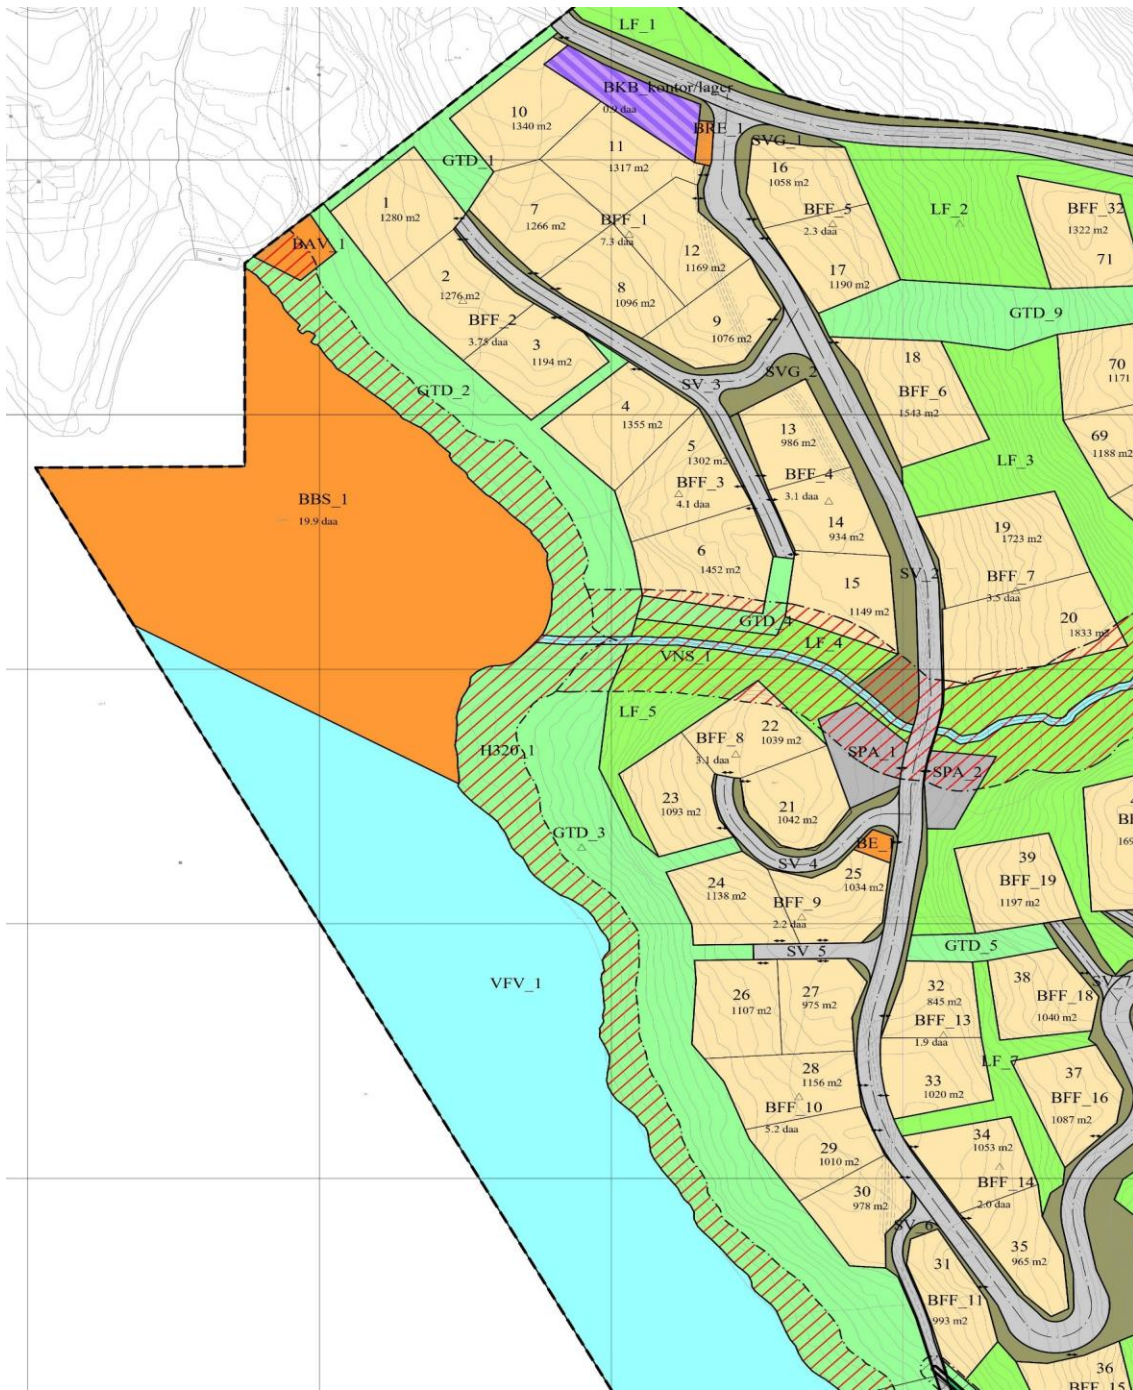 LF_1
BKB_kontor/lager
0.9 daa
10
1340 m2
11
1317 m2
BRE_1
SVG_1
16
1058 m2
GTD_1
1
1280 m2
7
1266 m2
BFF_1
7.3 daa
BFF_5
2.3 daa
LF_2
BFF_32
1322 m2
71
BAV_1
12
1169 m2
2
1276 m2
8
1096 m2
17
1190 m2
BFF_2
3.75 daa
3
1194 m2
9
1076 m2
GTD_9
18
70
1171
GTD_2
SV_3
SVG_2
BFF_6
1543 m2
4
1355 m2
13
986 m2
69
1188 m2
5
1302 m2
BFF_3
4.1 daa
BFF_4
3.1 daa
LF_3
BBS_1
19.9 daa
14
934 m2
19
1723 m2
6
1452 m2
SV_2
BFF_7
3.5 daa
15
1149 m2
20
1833 m2
GTD_4
LF_4
VNS_1
LF_5
22
1039 m2
BFF_8
3.1 daa
H320_1
SPA_1
SPA_2
23
1093 m2
21
1042 m2
GTD_3
BE_1
SV_4
39
BFF_19
1197 m2
169
24
1138 m2
25
1034 m2
BFF_9
2.2 daa
SV_5
GTD_5
VFV_1
26
1107 m2
27
975 m2
32
845 m2
BFF_13
1.9 daa
38
BFF_18
1040 m2
SV_7
28
1156 m2
BFF_10
5.2 daa
33
1020 m2
LF_7
37
BFF_16
1087 m2
29
1010 m2
34
1053 m2
BFF_14
2.0 daa
30
978 m2
SV_6
31
35
965 m2
BFF_11
993 m2
36
BFF_15